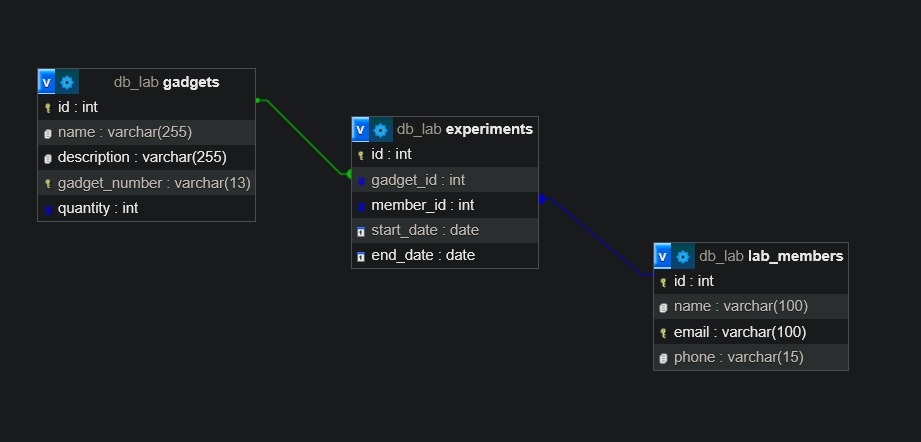 v db_lab gadgets
id : int
name : varchar(255)
description : varchar(255)
gadget_number : varchar(13)
quantity : int
v db_lab experiments
id : int
gadget_id : int
member_id : int
start_date : date
end_date : date
v db_lab lab_members
id : int
name : varchar(100)
email : varchar(100)
phone : varchar(15)